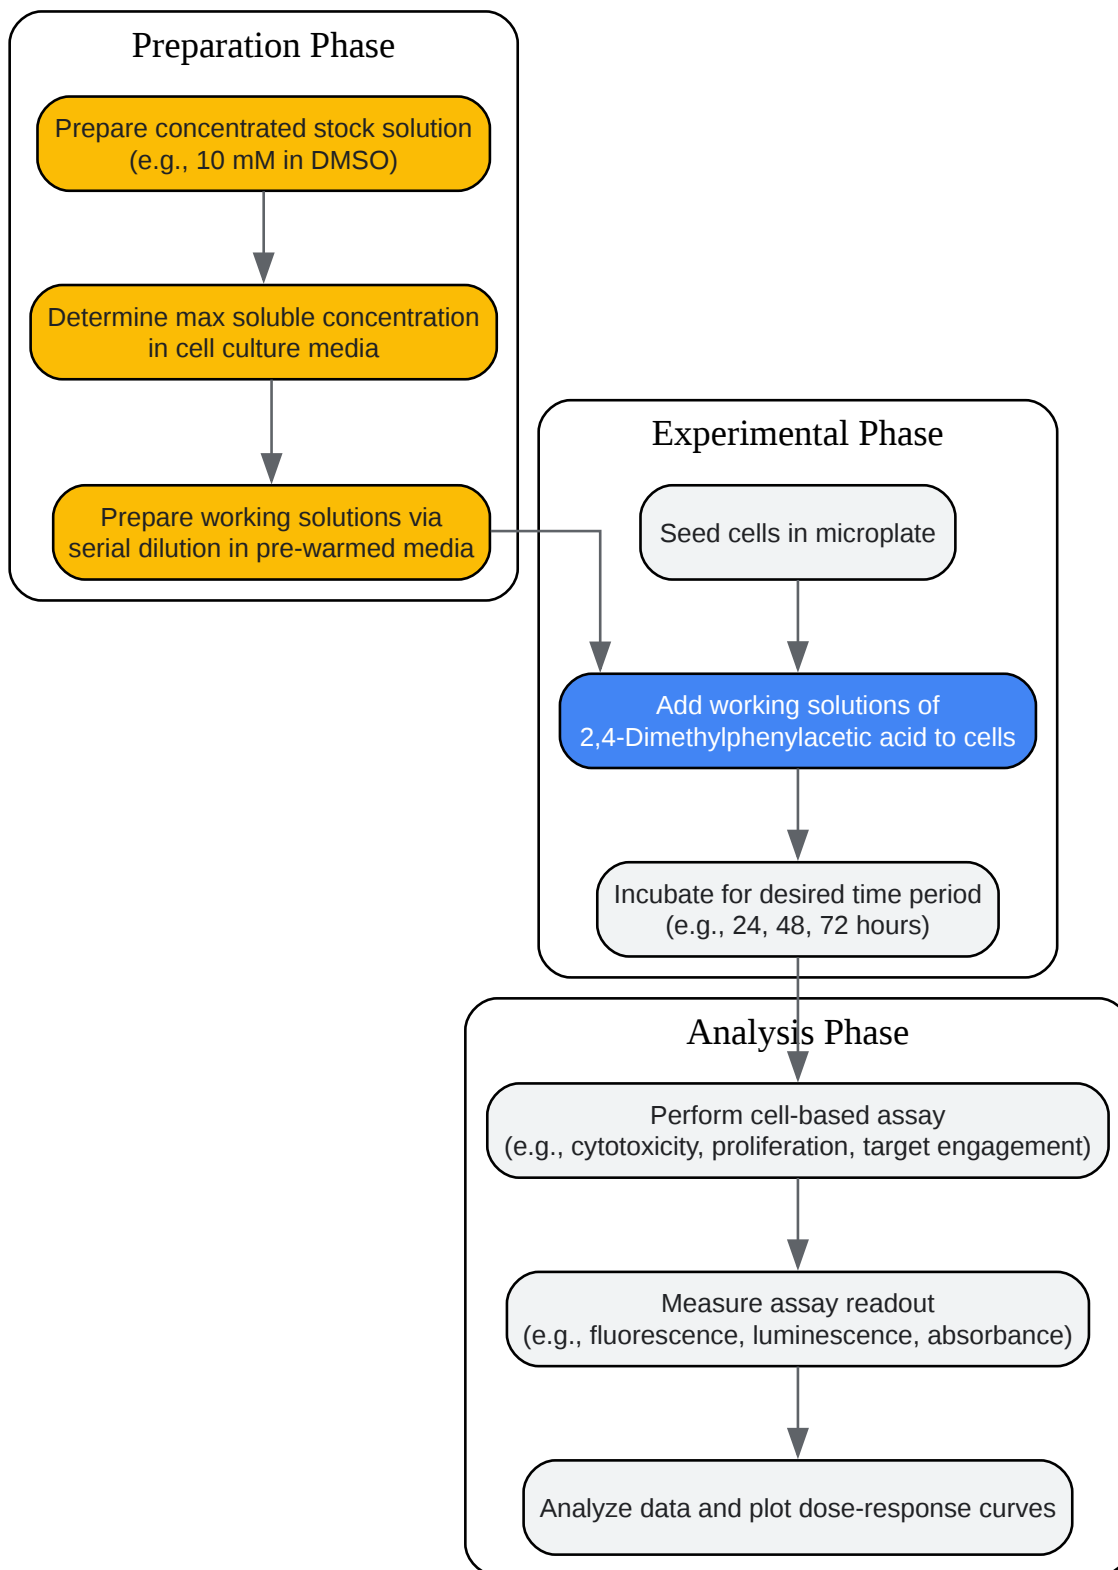 Preparation Phase
Prepare concentrated stock solution
(e.g., 10 mM in DMSO)
Determine max soluble concentration
in cell culture media
Prepare working solutions via
serial dilution in pre-warmed media
Experimental Phase
Seed cells in microplate
Add working solutions of
2,4-Dimethylphenylacetic acid to cells
Incubate for desired time period
(e.g., 24, 48, 72 hours)
Analysis Phase
Perform cell-based assay
(e.g., cytotoxicity, proliferation, target engagement)
Measure assay readout
(e.g., fluorescence, luminescence, absorbance)
Analyze data and plot dose-response curves